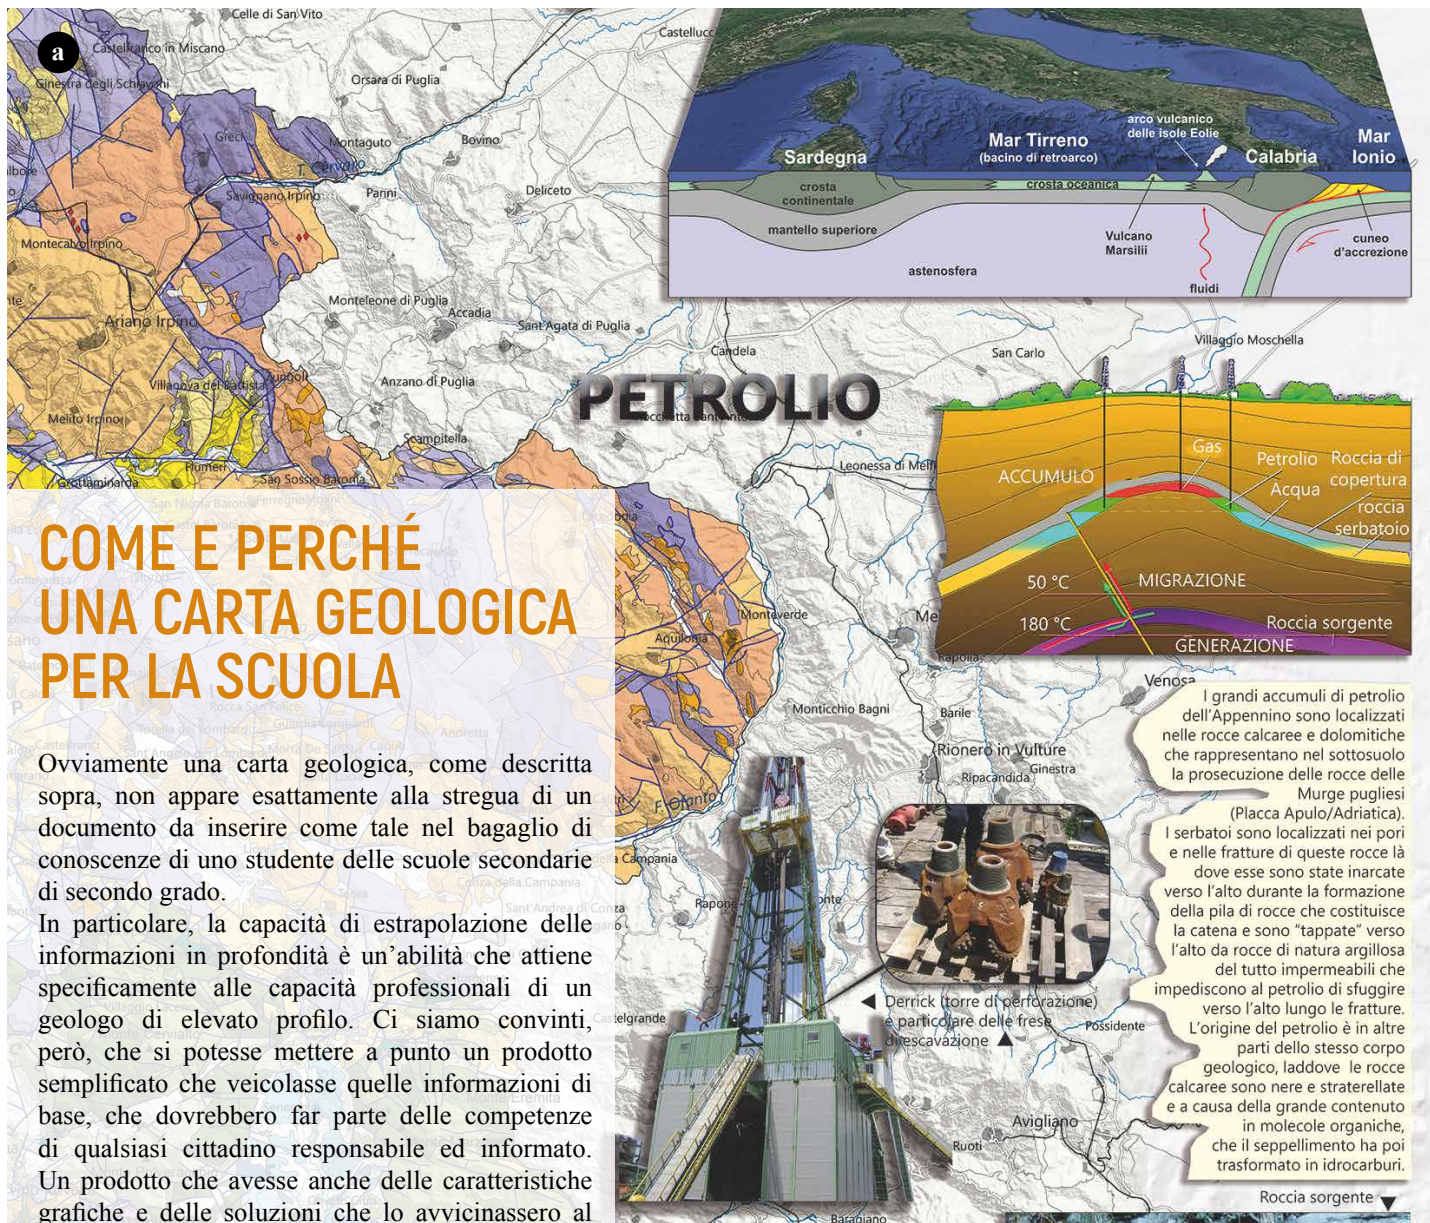 a
Celle di San Vito
Castelfranco in Miscano
Castelluc
Ginestra degli Schiavoni
Orsara di Puglia
Greci
Montaguto
Bovino
T. Cervaro
Savignano Irpino
Panni
Deliceto
Montecalvo Irpino
Monteleone di Puglia
Accadia
Ariano Irpino
Sant'Agata di Puglia
Candela
San Carlo
Villaggio Moschella
Zungoli
Villanova del Battista
Anzano di Puglia
Melito Irpino
Scampitella
Flumeri
Grottaminarda
San Sossio Baronia
Leonessa di Melfi
arco vulcanico
delle isole Eolie
Mar Tirreno
(bacino di retroarco)
Mar
Ionio
Sardegna
Calabria
crosta
continentale
crosta oceanica
mantello superiore
Vulcano
Marsilii
cuneo
d'accrezione
astenosfera
fluidi
PETROLIO
Gas
ACCUMULO
Petrolio
Roccia di
copertura
Acqua
roccia
serbatoio
50 °C
MIGRAZIONE
180 °C
Roccia sorgente
GENERAZIONE
COME E PERCHÉ
UNA CARTA GEOLOGICA
PER LA SCUOLA
Ovviamente una carta geologica, come descritta
sopra, non appare esattamente alla stregua di un
documento da inserire come tale nel bagaglio di
conoscenze di uno studente delle scuole secondarie
di secondo grado.
In particolare, la capacità di estrapolazione delle
informazioni in profondità è un'abilità che attiene
specificamente alle capacità professionali di un
geologo di elevato profilo. Ci siamo convinti,
però, che si potesse mettere a punto un prodotto
semplificato che veicolasse quelle informazioni di
base, che dovrebbero far parte delle competenze
di qualsiasi cittadino responsabile ed informato.
Un prodotto che avesse anche delle caratteristiche
grafiche e delle soluzioni che lo avvicinassero al
Monteverde
Aquilonia
Rapolla
Venosa
Monticchio Bagni
Barile
Rionero in Vulture
Ginestra
Ripacandida
F. Ofanto
Rapone
Castelgrande
Possidente
Avigliano
Ruoti
Baragiano
I grandi accumuli di petrolio
dell'Appennino sono localizzati
nelle rocce calcaree e dolomitiche
che rappresentano nel sottosuolo
la prosecuzione delle rocce delle
Murge pugliesi
(Placca Apulo/Adriatica).
I serbatoi sono localizzati nei pori
e nelle fratture di queste rocce là
dove esse sono state inarcate
verso l'alto durante la formazione
della pila di rocce che costituisce
la catena e sono "tappate" verso
l'alto da rocce di natura argillosa
del tutto impermeabili che
impediscono al petrolio di sfuggire
verso l'alto lungo le fratture.
L'origine del petrolio è in altre
parti dello stesso corpo
geologico, laddove le rocce
calcaree sono nere e straterellate
e a causa della grande contenuto
in molecole organiche,
che il seppellimento ha poi
trasformato in idrocarburi.
◄ Derrick (torre di perforazione)
e particolare delle frese
di escavazione ▲
Roccia sorgente ▼